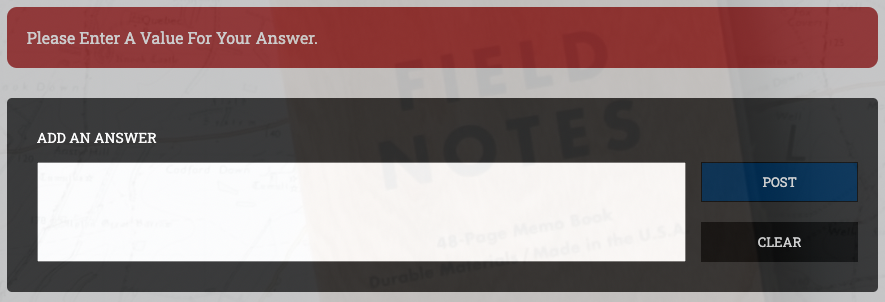 Please Enter A Value For Your Answer.
FIELD
NOTES
ADD AN ANSWER
POST
CLEAR
48-Page Memo Book
Durable Materials / Made in the U.S.A.